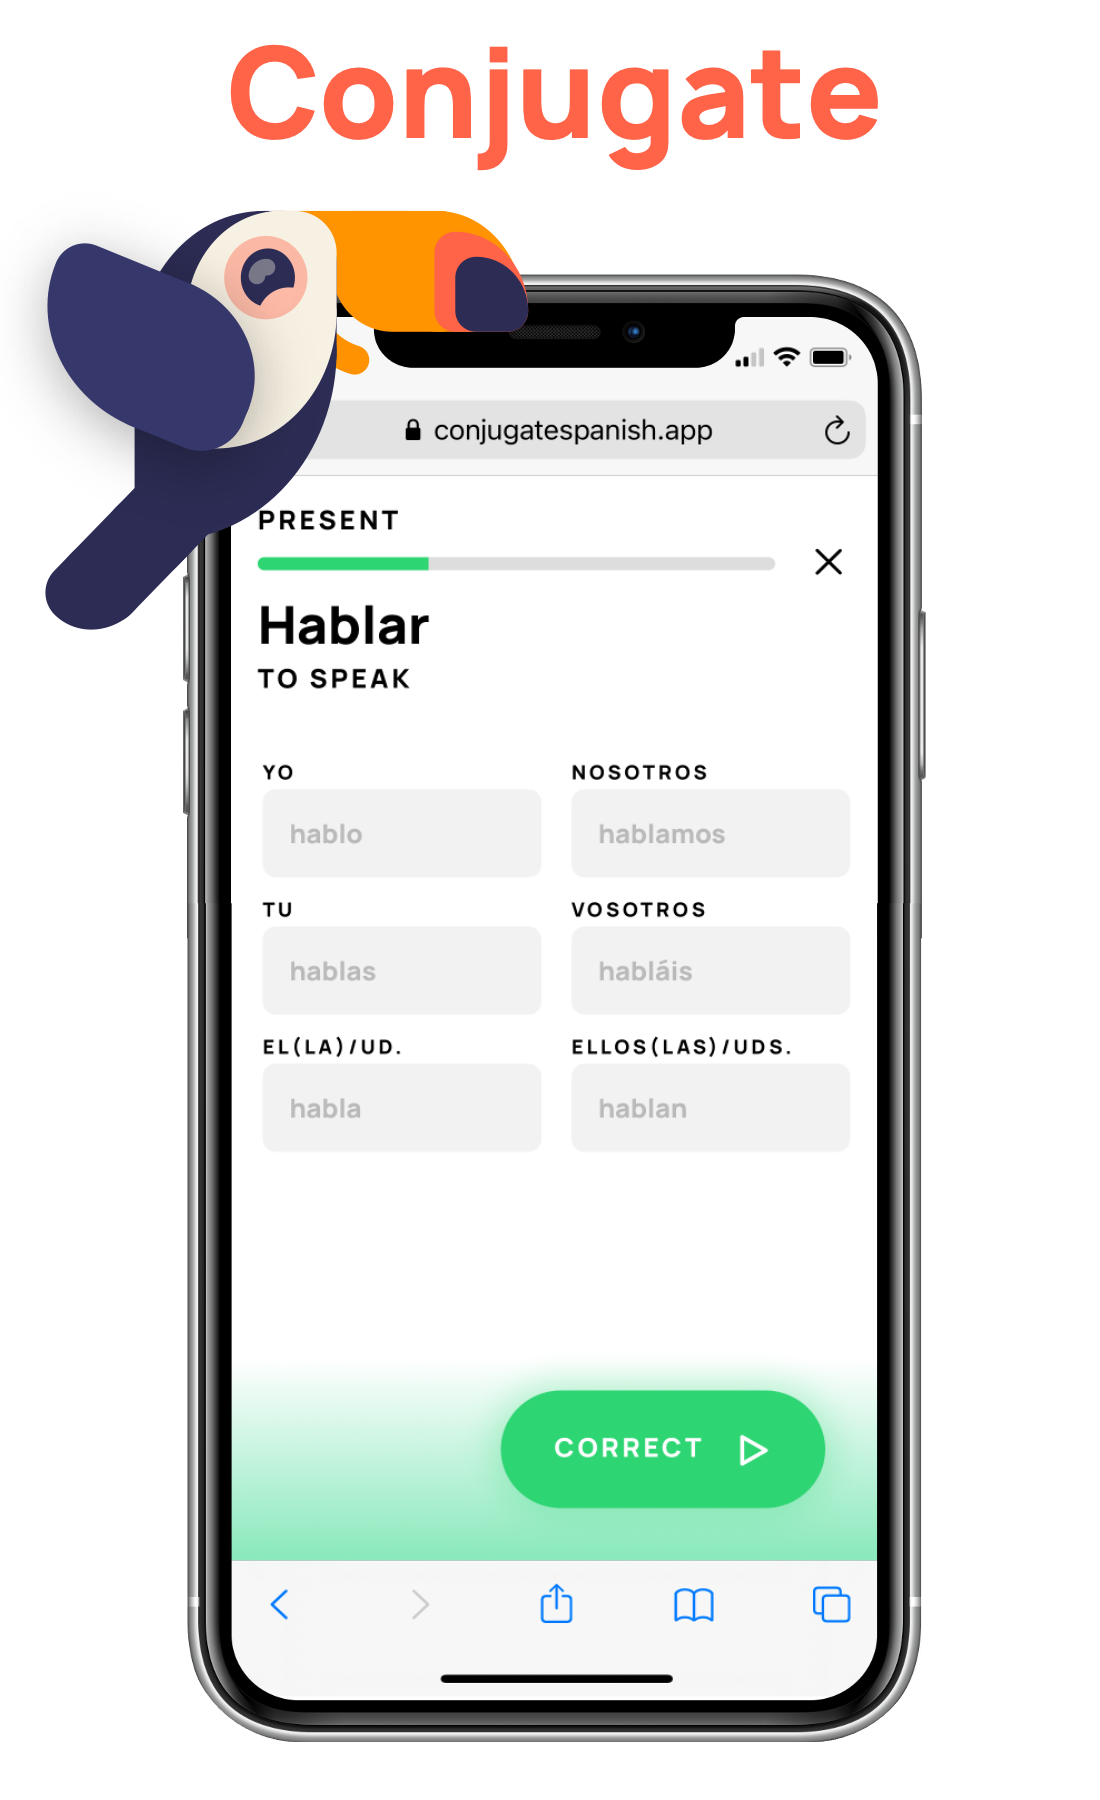 Conjugate
conjugatespanish.app
PRESENT
Hablar
TO SPEAK
YO
hablo
NOSOTROS
hablamos
TU
hablas
VOSOTROS
habláis
EL(LA)/UD.
habla
ELLOS(LAS)/UDS.
hablan
CORRECT